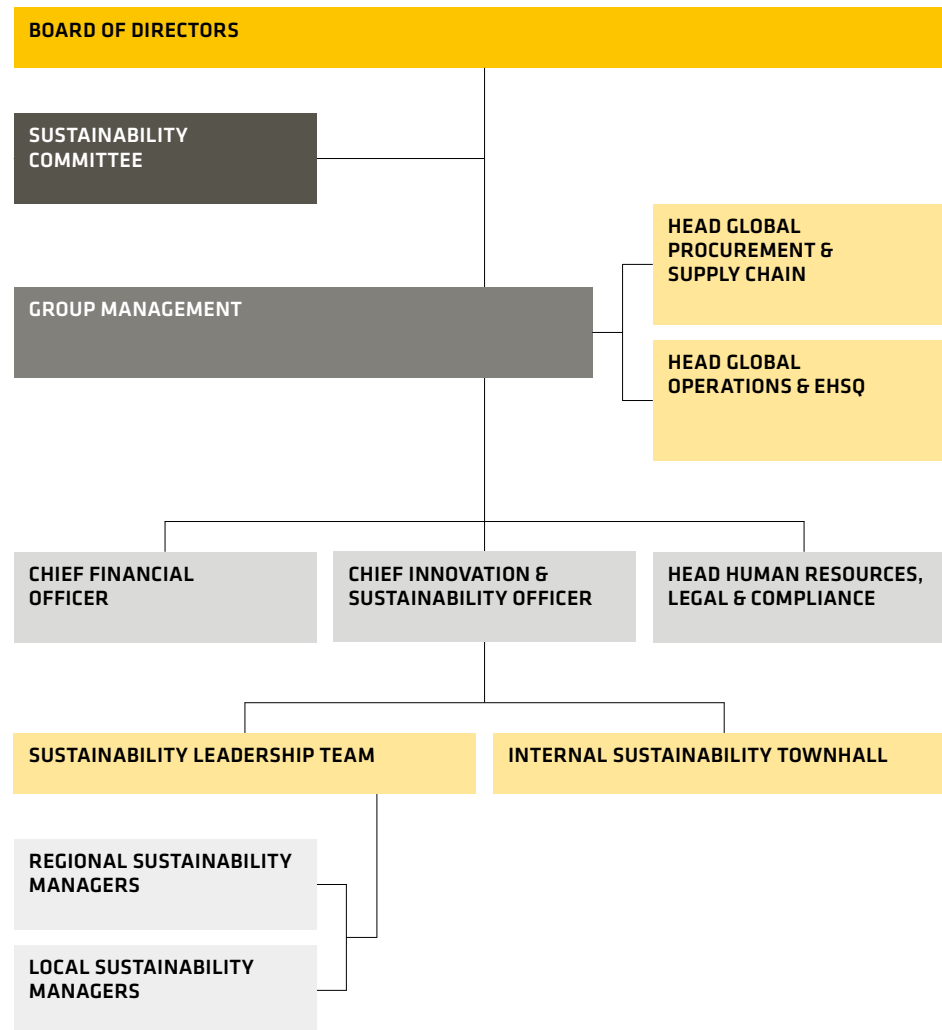 BOARD OF DIRECTORS
SUSTAINABILITY
COMMITTEE
HEAD GLOBAL
PROCUREMENT &
SUPPLY CHAIN
GROUP MANAGEMENT
HEAD GLOBAL
OPERATIONS & EHSQ
CHIEF FINANCIAL
OFFICER
CHIEF INNOVATION &
SUSTAINABILITY OFFICER
HEAD HUMAN RESOURCES,
LEGAL & COMPLIANCE
SUSTAINABILITY LEADERSHIP TEAM
INTERNAL SUSTAINABILITY TOWNHALL
REGIONAL SUSTAINABILITY
MANAGERS
LOCAL SUSTAINABILITY
MANAGERS